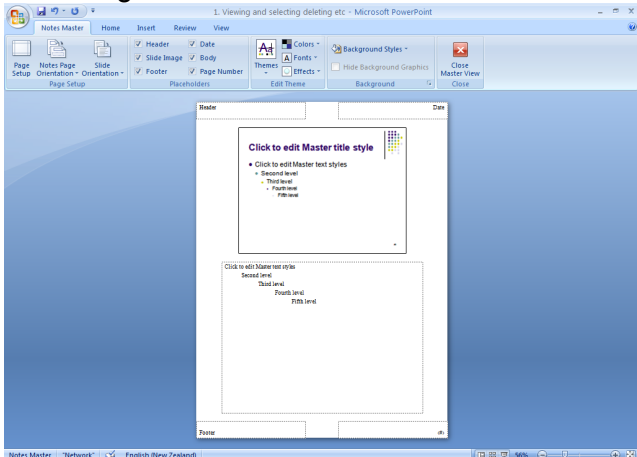 1. Viewing and selecting deleting etc - Microsoft PowerPoint
Notes Master Home Insert Review View
Page Setup
Notes Page Orientation
Slide Orientation
Page Setup
Header Date
Slide Image Body
Footer Page Number
Placeholders
Themes
Colors
Fonts
Effects
Edit Theme
Background Styles
Hide Background Graphics
Background
Close Master View
Close
Header Date
Click to edit Master title style
Click to edit Master text styles
Second level
Third level
Fourth level
Fifth level
Click to edit Master text styles
Second level
Third level
Fourth level
Fifth level
Footer
Notes Master "Network" English (New Zealand) 56%